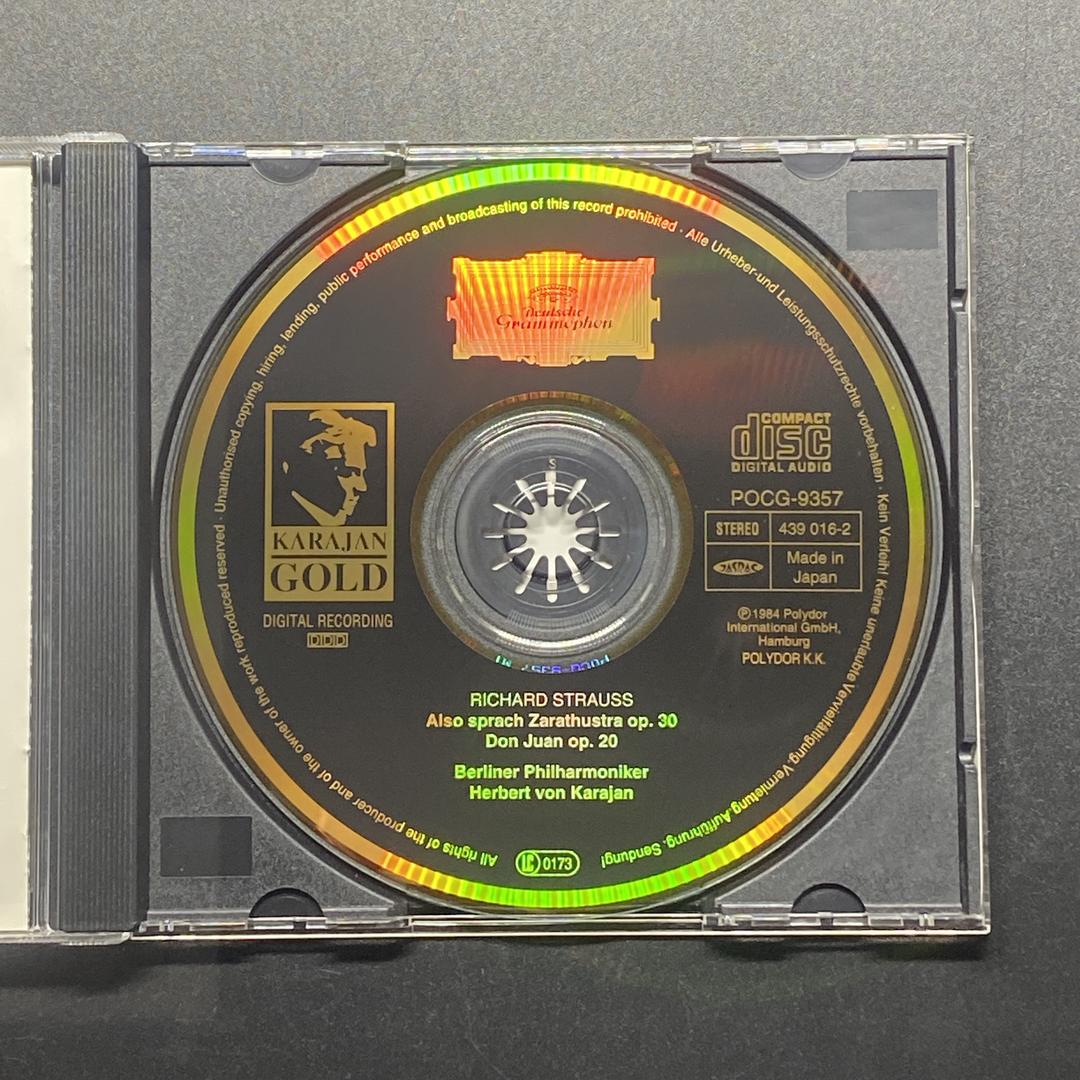 All rights of the producer and of the owner of the work reproduced reserved · Unauthorised copying, hiring, lending, public performance and broadcasting of this record prohibited · Alle Urheber-und Leistungsschutzrechte vorbehalten · Kein Verleih! Keine unerlaubte Vervielfältigung, Vermietung, Aufführung, Sendung!
Deutsche
Grammophon
KARAJAN
GOLD
DIGITAL RECORDING
DDD
COMPACT
disc
DIGITAL AUDIO
POCG-9357
STEREO
439 016-2
JASRAC
Made in
Japan
℗1984 Polydor
International GmbH,
Hamburg
POLYDOR K.K.
S
RICHARD STRAUSS
Also sprach Zarathustra op. 30
Don Juan op. 20
Berliner Philharmoniker
Herbert von Karajan
LC 0173